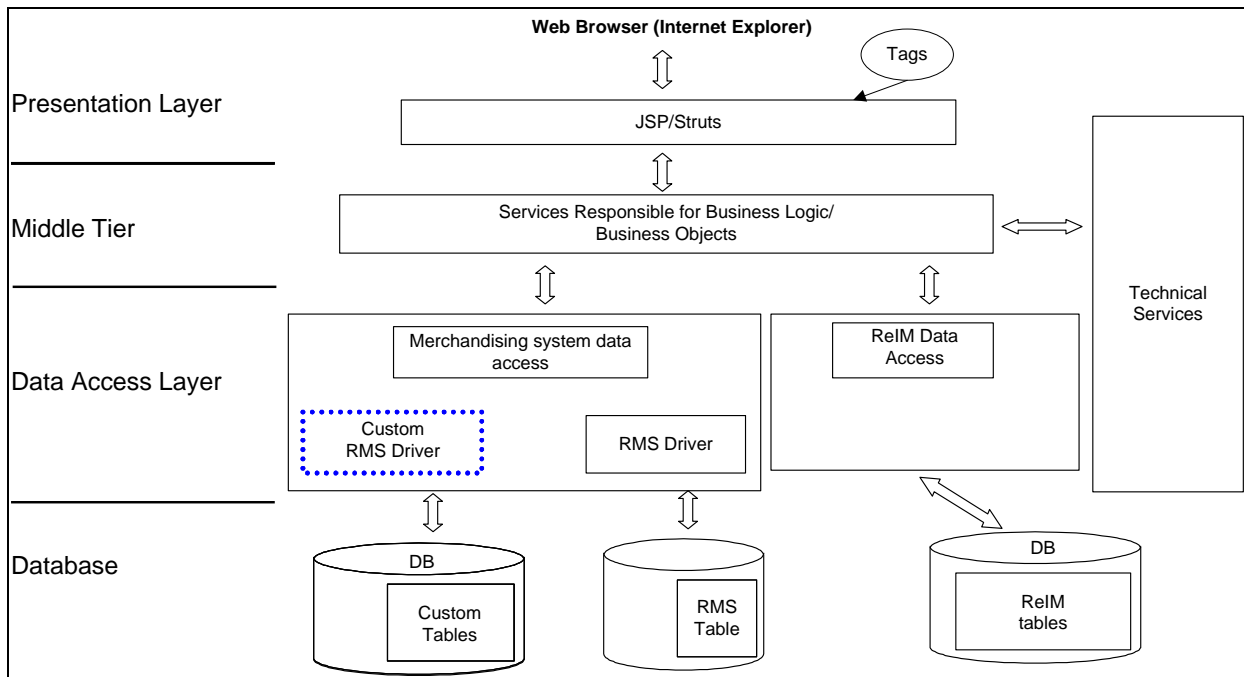 Web Browser (Internet Explorer)
Tags
Presentation Layer
JSP/Struts
Middle Tier
Services Responsible for Business Logic/
Business Objects
Technical
Services
Data Access Layer
Merchandising system data
access
ReIM Data
Access
Custom
RMS Driver
RMS Driver
Database
DB
Custom
Tables
RMS
Table
DB
ReIM
tables